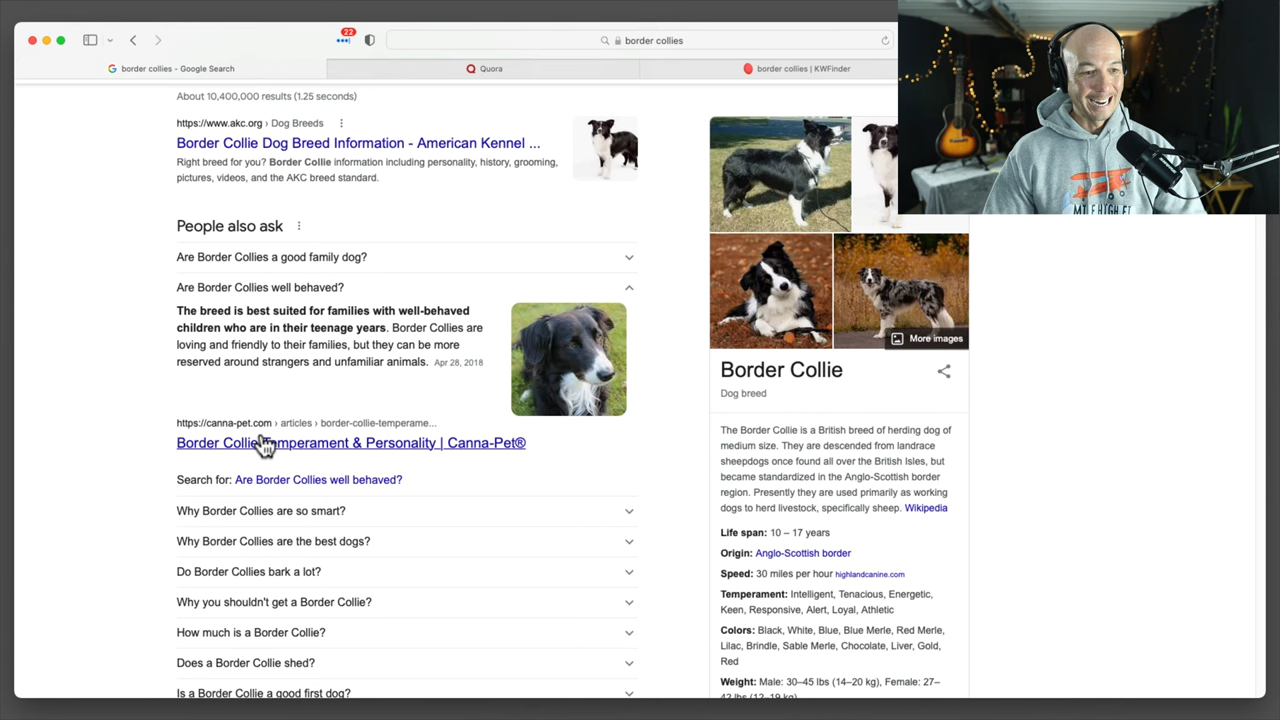 22
border collies
border collies - Google Search
Quora
border collies | KWFinder
About 10,400,000 results (1.25 seconds)
https://www.akc.org › Dog Breeds
Border Collie Dog Breed Information - American Kennel ...
Right breed for you? Border Collie information including personality, history, grooming,
pictures, videos, and the AKC breed standard.
People also ask
Are Border Collies a good family dog?
Are Border Collies well behaved?
The breed is best suited for families with well-behaved
children who are in their teenage years. Border Collies are
loving and friendly to their families, but they can be more
reserved around strangers and unfamiliar animals. Apr 28, 2018
https://canna-pet.com › articles › border-collie-temperame...
Border Collie Temperament & Personality | Canna-Pet®
Search for: Are Border Collies well behaved?
Why Border Collies are so smart?
Why Border Collies are the best dogs?
Do Border Collies bark a lot?
Why you shouldn't get a Border Collie?
How much is a Border Collie?
Does a Border Collie shed?
Is a Border Collie a good first dog?
More images
Border Collie
Dog breed
The Border Collie is a British breed of herding dog of
medium size. They are descended from landrace
sheepdogs once found all over the British Isles, but
became standardized in the Anglo-Scottish border
region. Presently they are used primarily as working
dogs to herd livestock, specifically sheep. Wikipedia
Life span: 10 – 17 years
Origin: Anglo-Scottish border
Speed: 30 miles per hour highlandcanine.com
Temperament: Intelligent, Tenacious, Energetic,
Keen, Responsive, Alert, Loyal, Athletic
Colors: Black, White, Blue, Blue Merle, Red Merle,
Lilac, Brindle, Sable Merle, Chocolate, Liver, Gold,
Red
Weight: Male: 30–45 lbs (14–20 kg), Female: 27–
42 lbs (12–19 kg)
MILE HIGH